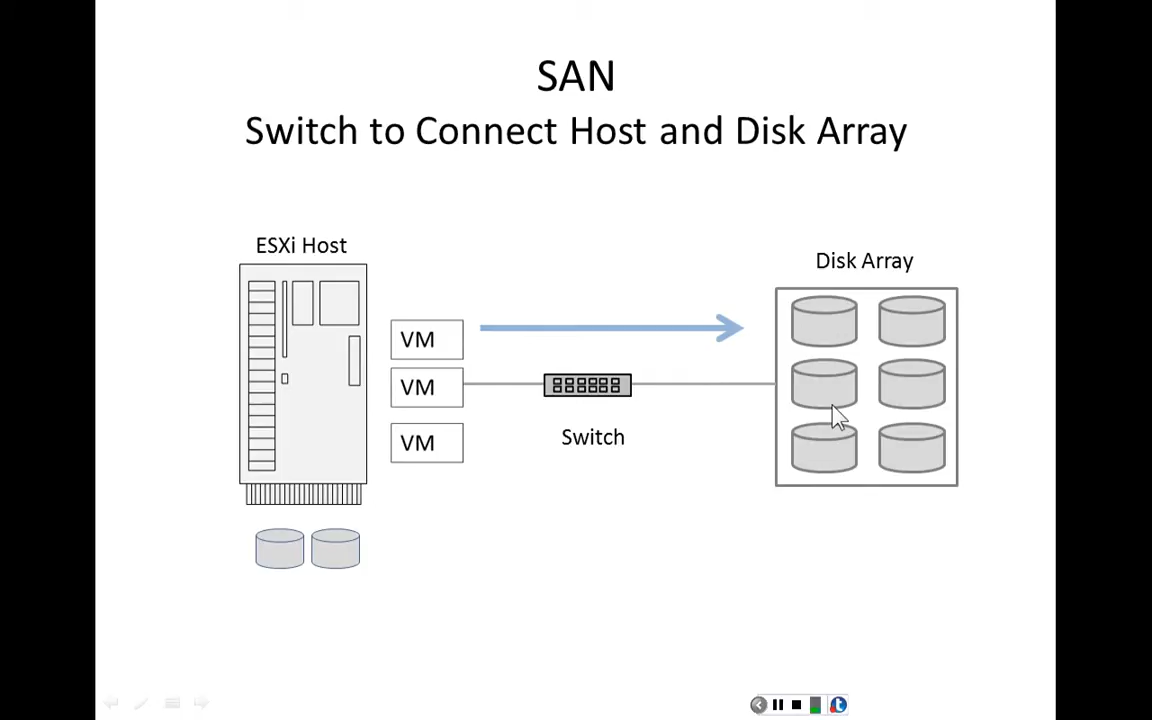 SAN
Switch to Connect Host and Disk Array
ESXi Host
Disk Array
VM
VM
Switch
VM